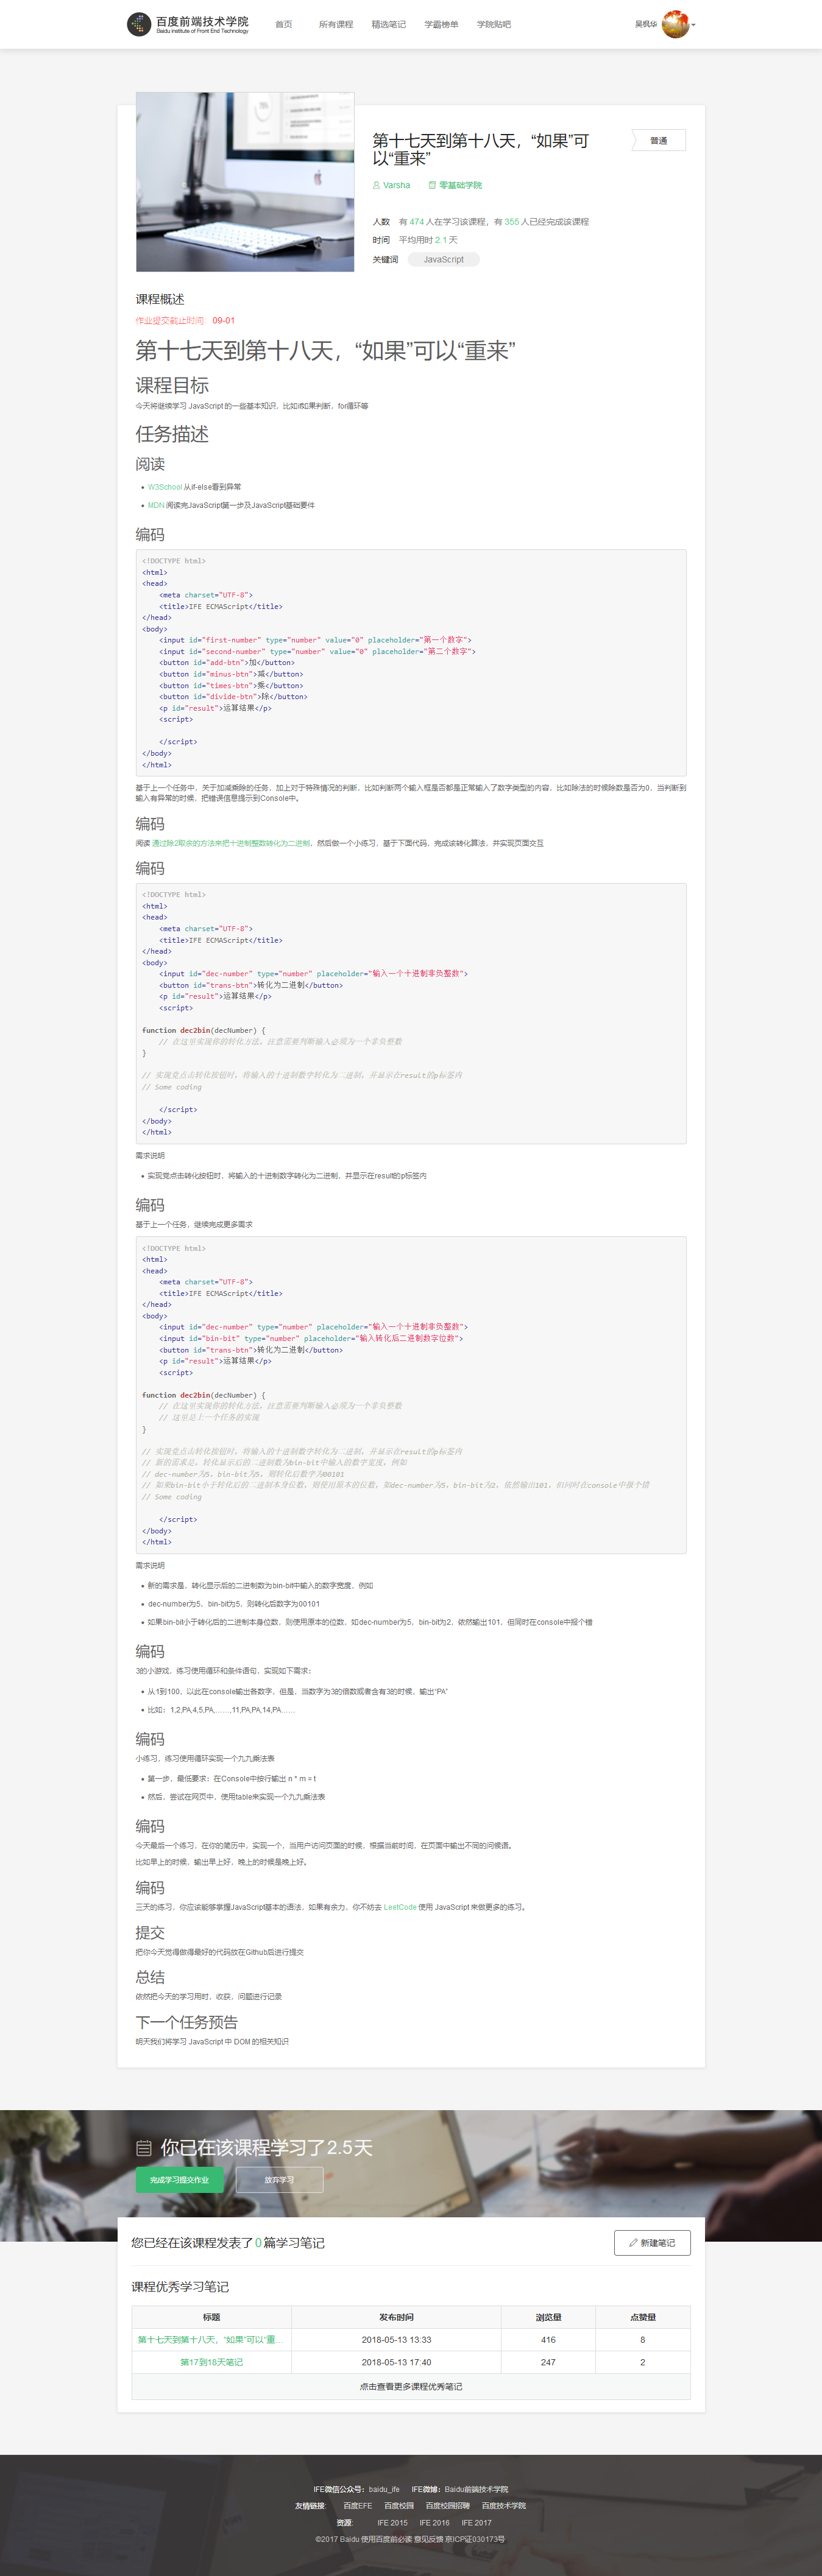 百度前端技术学院
Baidu Institute of Front End Technology
首页 所有课程 精选笔记 学霸榜单 学院贴吧
吴枫华
第十七天到第十八天，“如果”可
以“重来”
普通
Varsha 零基础学院
人数 有 474 人在学习该课程，有 355 人已经完成该课程
时间 平均用时 2.1 天
关键词 JavaScript
课程概述
作业提交截止时间：09-01
第十七天到第十八天，“如果”可以“重来”
课程目标
今天将继续学习 JavaScript 的一些基本知识，比如if如果判断，for循环等
任务描述
阅读
W3School 从if-else看到异常
MDN 阅读完JavaScript第一步及JavaScript基础要件
编码
<!DOCTYPE html>
<html>
<head>
<meta charset="UTF-8">
<title>IFE ECMAScript</title>
</head>
<body>
<input id="first-number" type="number" value="0" placeholder="第一个数字">
<input id="second-number" type="number" value="0" placeholder="第二个数字">
<button id="add-btn">加</button>
<button id="minus-btn">减</button>
<button id="times-btn">乘</button>
<button id="divide-btn">除</button>
<p id="result">运算结果</p>
<script>
</script>
</body>
</html>
基于上一个任务中，关于加减乘除的任务，加上对于特殊情况的判断，比如判断两个输入框是否都是正常输入了数字类型的内容，比如除法的时候除数是否为0，当判断到
输入有异常的时候，把错误信息提示到Console中。
编码
阅读 通过除2取余的方法来把十进制整数转化为二进制，然后做一个小练习，基于下面代码，完成该转化算法，并实现页面交互
编码
<!DOCTYPE html>
<html>
<head>
<meta charset="UTF-8">
<title>IFE ECMAScript</title>
</head>
<body>
<input id="dec-number" type="number" placeholder="输入一个十进制非负整数">
<button id="trans-btn">转化为二进制</button>
<p id="result">运算结果</p>
<script>
function dec2bin(decNumber) {
// 在这里实现你的转化方法，注意需要判断输入必须为一个非负整数
}
// 实现党点击转化按钮时，将输入的十进制数字转化为二进制，并显示在result的p标签内
// Some coding
</script>
</body>
</html>
需求说明
实现党点击转化按钮时，将输入的十进制数字转化为二进制，并显示在result的p标签内
编码
基于上一个任务，继续完成更多需求
<!DOCTYPE html>
<html>
<head>
<meta charset="UTF-8">
<title>IFE ECMAScript</title>
</head>
<body>
<input id="dec-number" type="number" placeholder="输入一个十进制非负整数">
<input id="bin-bit" type="number" placeholder="输入转化后二进制数字位数">
<button id="trans-btn">转化为二进制</button>
<p id="result">运算结果</p>
<script>
function dec2bin(decNumber) {
// 在这里实现你的转化方法，注意需要判断输入必须为一个非负整数
// 这里是上一个任务的实现
}
// 实现党点击转化按钮时，将输入的十进制数字转化为二进制，并显示在result的p标签内
// 新的需求是，转化显示后的二进制数为bin-bit中输入的数字宽度，例如
// dec-number为5，bin-bit为5，则转化后数字为00101
// 如果bin-bit小于转化后的二进制本身位数，则使用原本的位数，如dec-number为5，bin-bit为2，依然输出101，但同时在console中报个错
// Some coding
</script>
</body>
</html>
需求说明
新的需求是，转化显示后的二进制数为bin-bit中输入的数字宽度，例如
dec-number为5，bin-bit为5，则转化后数字为00101
如果bin-bit小于转化后的二进制本身位数，则使用原本的位数，如dec-number为5，bin-bit为2，依然输出101，但同时在console中报个错
编码
3的小游戏，练习使用循环和条件语句，实现如下需求：
从1到100，以此在console输出各数字，但是，当数字为3的倍数或者含有3的时候，输出“PA”
比如：1,2,PA,4,5,PA,……,11,PA,PA,14,PA……
编码
小练习，练习使用循环实现一个九九乘法表
第一步，最低要求：在Console中按行输出 n * m = t
然后，尝试在网页中，使用table来实现一个九九乘法表
编码
今天最后一个练习，在你的简历中，实现一个，当用户访问页面的时候，根据当前时间，在页面中输出不同的问候语。
比如早上的时候，输出早上好，晚上的时候是晚上好。
编码
三天的练习，你应该能够掌握JavaScript基本的语法，如果有余力，你不妨去 LeetCode 使用 JavaScript 来做更多的练习。
提交
把你今天觉得做得最好的代码放在Github后进行提交
总结
依然把今天的学习用时，收获，问题进行记录
下一个任务预告
明天我们将学习 JavaScript 中 DOM 的相关知识
你已在该课程学习了2.5天
完成学习提交作业 放弃学习
您已经在该课程发表了0篇学习笔记
新建笔记
课程优秀学习笔记
标题 发布时间 浏览量 点赞量
第十七天到第十八天，“如果”可以“重... 2018-05-13 13:33 416 8
第17到18天笔记 2018-05-13 17:40 247 2
点击查看更多课程优秀笔记
IFE微信公众号：baidu_ife IFE微博：Baidu前端技术学院
友情链接: 百度EFE 百度校园 百度校园招聘 百度技术学院
资源: IFE 2015 IFE 2016 IFE 2017
©2017 Baidu 使用百度前必读 意见反馈 京ICP证030173号